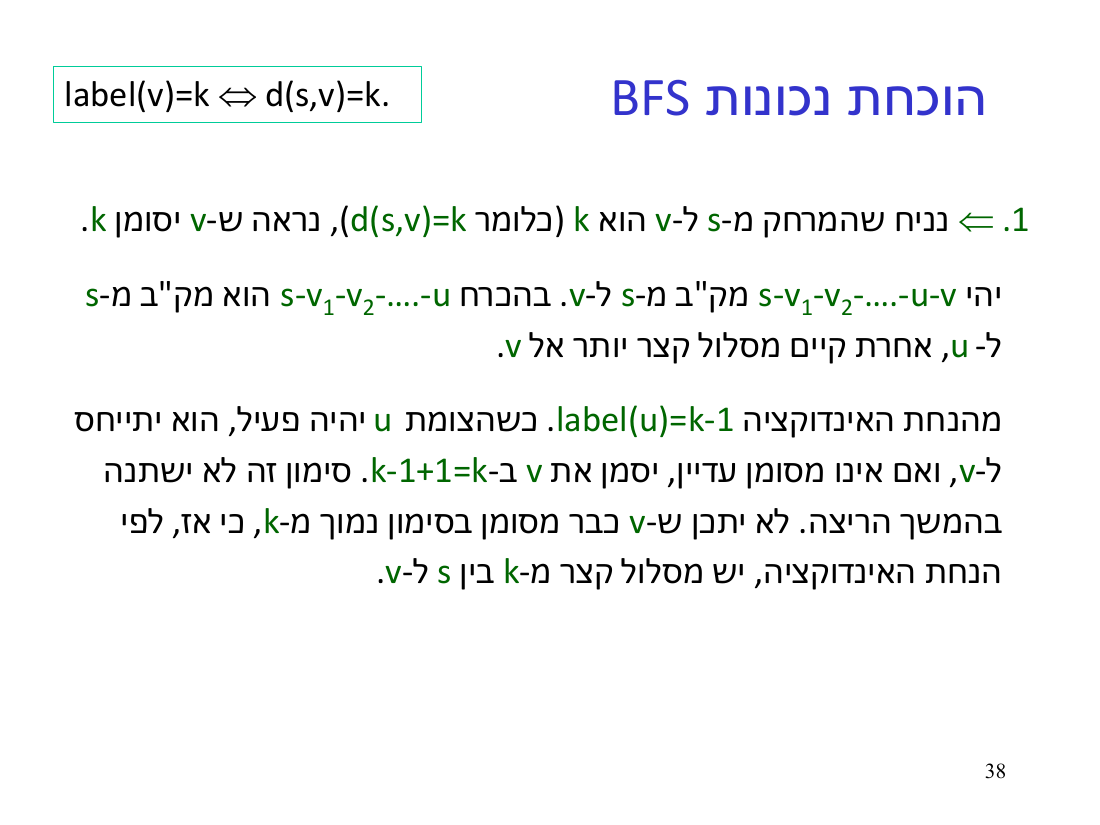 הוכחת נכונות BFS
label(v)=k ⇔ d(s,v)=k.
1. ⇐ נניח שהמרחק מ-s ל-v הוא k (כלומר d(s,v)=k), נראה ש-v יסומן k.
יהי s-v1-v2-….-u-v מק"ב מ-s ל-v. בהכרח s-v1-v2-….-u הוא מק"ב מ-s
ל- u, אחרת קיים מסלול קצר יותר אל v.
מהנחת האינדוקציה label(u)=k-1. כשהצומת u יהיה פעיל, הוא יתייחס
ל-v, ואם אינו מסומן עדיין, יסמן את v ב-k-1+1=k. סימון זה לא ישתנה
בהמשך הריצה. לא יתכן ש-v כבר מסומן בסימון נמוך מ-k, כי אז, לפי
הנחת האינדוקציה, יש מסלול קצר מ-k בין s ל-v.
38